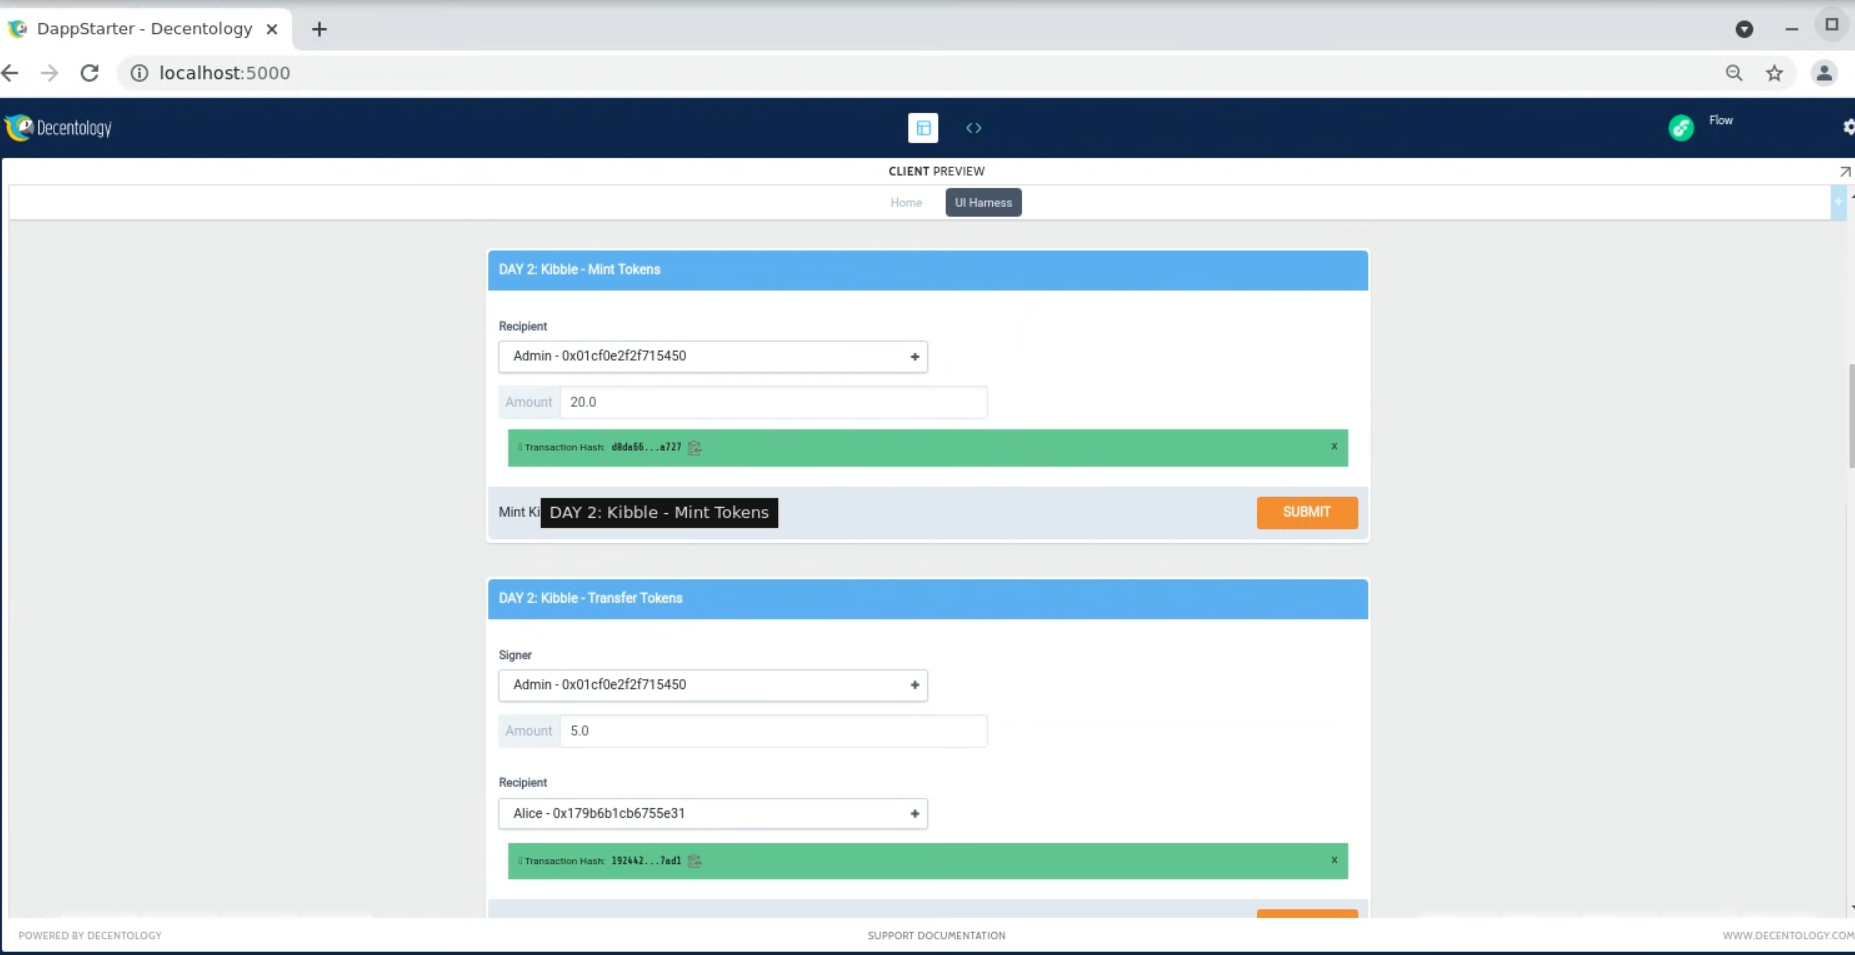 DappStarter - Decentology
localhost:5000
Decentology
Flow
CLIENT PREVIEW
Home
UI Harness
DAY 2: Kibble - Mint Tokens
Recipient
Admin - 0x01cf0e2f2f715450
Amount 20.0
Transaction Hash: d8da66...a727 x
Mint Ki
DAY 2: Kibble - Mint Tokens
SUBMIT
DAY 2: Kibble - Transfer Tokens
Signer
Admin - 0x01cf0e2f2f715450
Amount 5.0
Recipient
Alice - 0x179b6b1cb6755e31
Transaction Hash: 192442...7ad1 x
POWERED BY DECENTOLOGY
SUPPORT DOCUMENTATION
WWW.DECENTOLOGY.COM